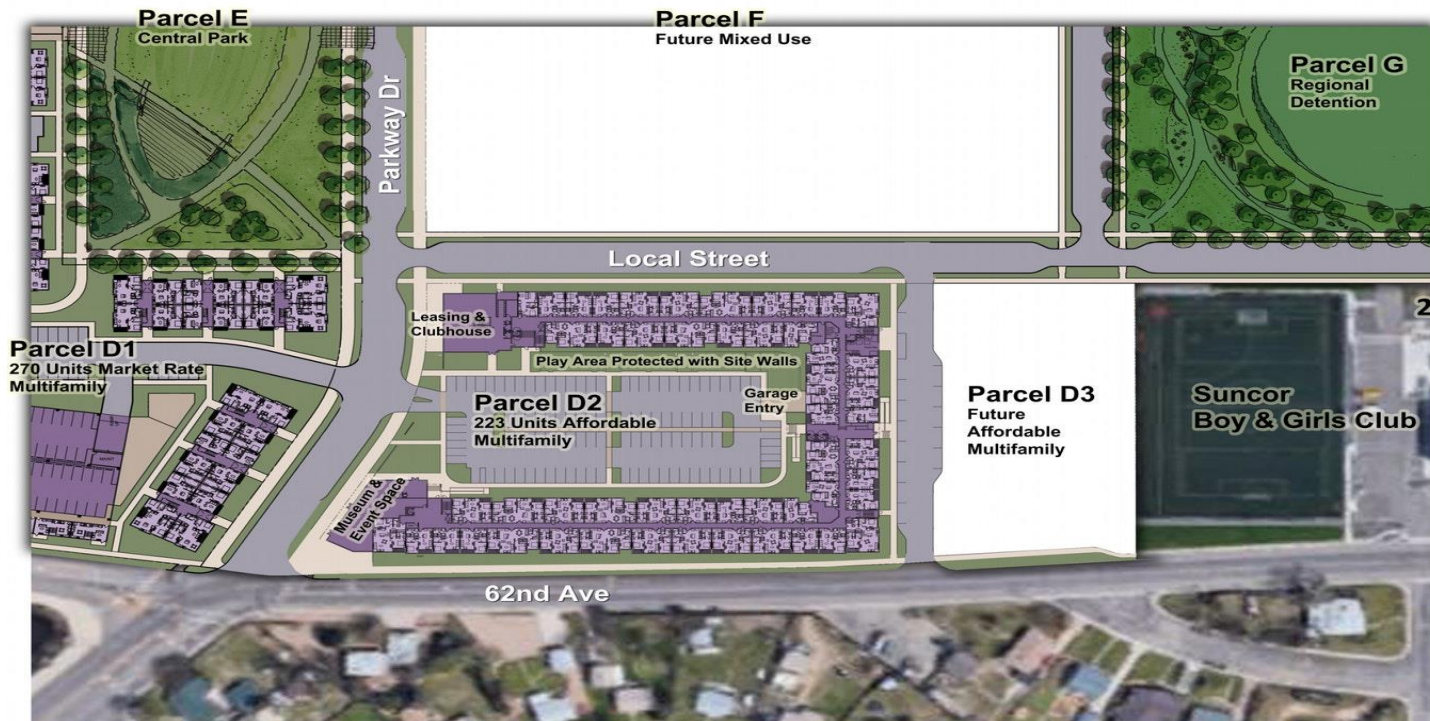 Parcel E
Central Park
Parcel F
Future Mixed Use
Parcel G
Regional
Detention
Parkway Dr
Local Street
2
Leasing &
Clubhouse
Parcel D1
270 Units Market Rate
Multifamily
Play Area Protected with Site Walls
Parcel D2
223 Units Affordable
Multifamily
Garage
Entry
Parcel D3
Future
Affordable
Multifamily
Suncor
Boy & Girls Club
Museum &
Event Space
62nd Ave